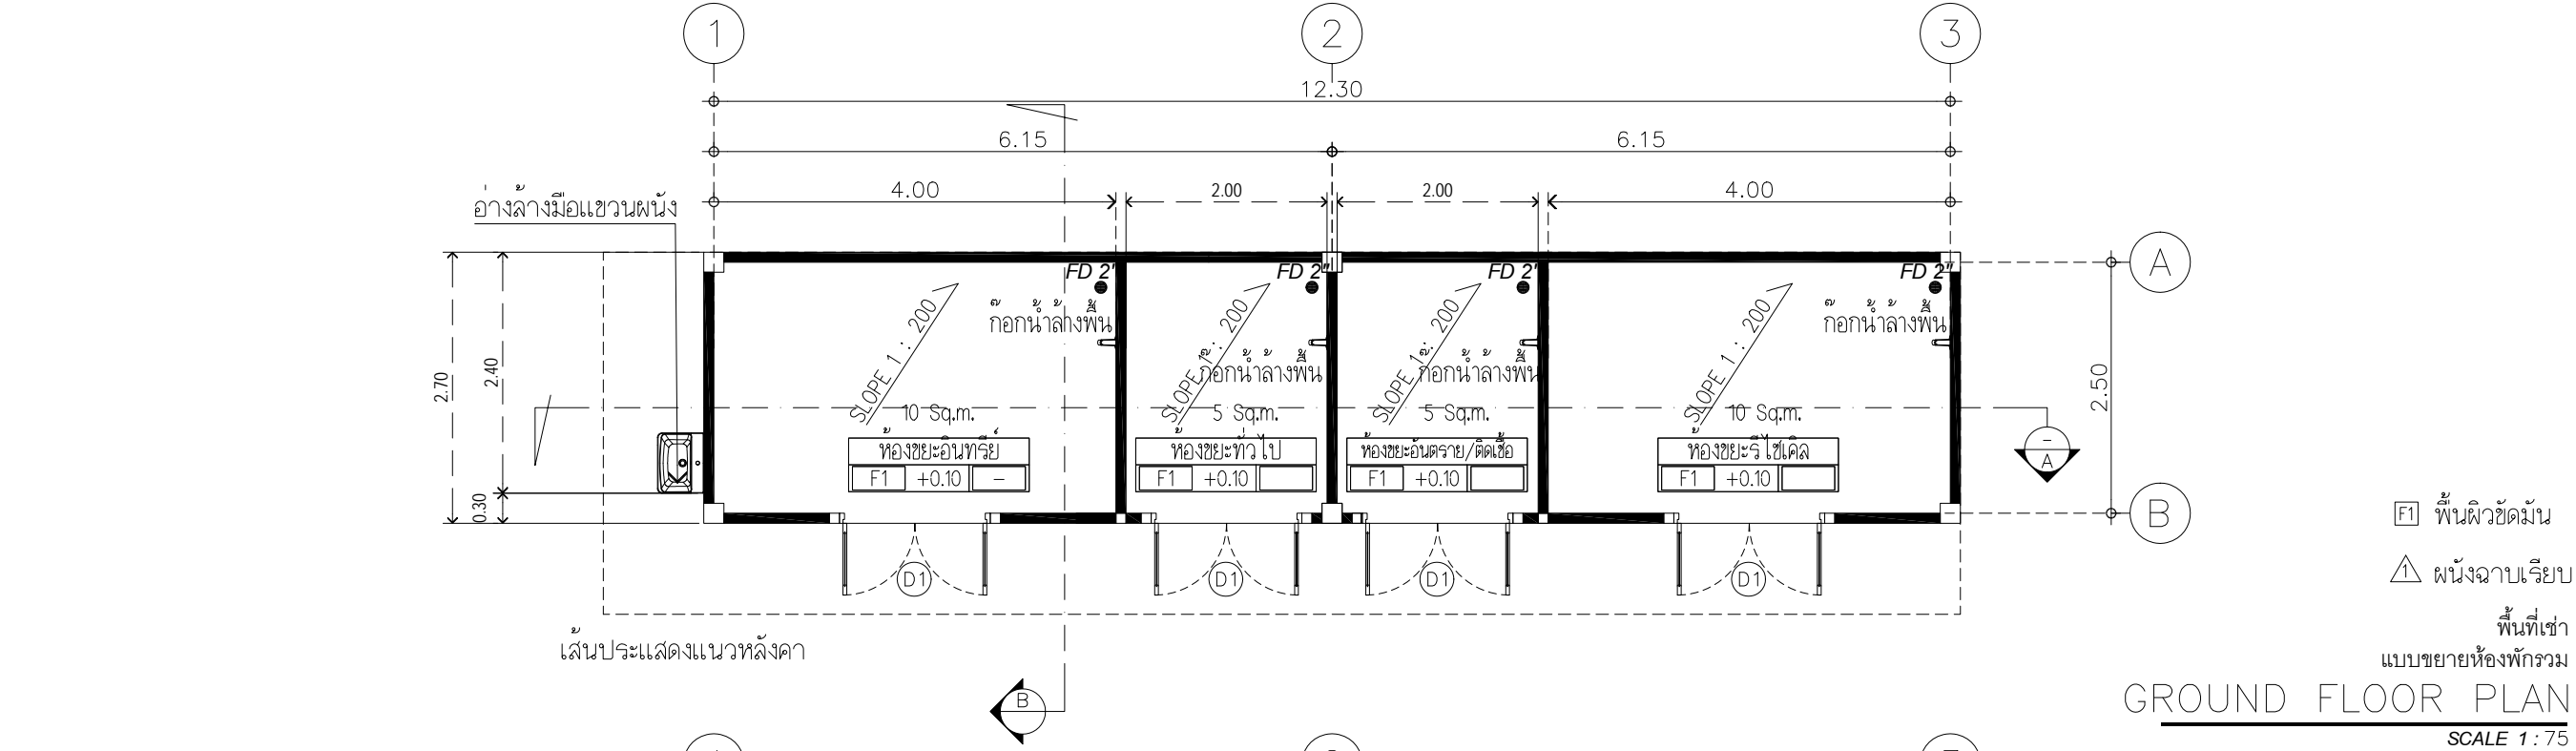 1 2 3
12.30
6.15 6.15
4.00 2.00 2.00 4.00
อ่างล้างมือแขวนผนัง
A
FD 2" FD 2" FD 2" FD 2"
SLOPE 1 : 200 SLOPE 1 : 200 SLOPE 1 : 200 SLOPE 1 : 200
ก๊อกน้ำล้างพื้น ก๊อกน้ำล้างพื้น
ก๊อกน้ำล้างพื้น ก๊อกน้ำล้างพื้น
2.70 2.40 2.50
10 Sq.m. 5 Sq.m. 5 Sq.m. 10 Sq.m.
ห้องขยะอินทรีย์ ห้องขยะทั่วไป ห้องขยะอันตราย/ติดเชื้อ ห้องขยะรีไซเคิล
F1 +0.10 - F1 +0.10 F1 +0.10 F1 +0.10
- A
0.30
B
F1 พื้นผิวขัดมัน
D1 D1 D1 D1
1 ผนังฉาบเรียบ
เส้นประแสดงแนวหลังคา
พื้นที่เช่า
แบบขยายห้องพักรวม
B
GROUND FLOOR PLAN
SCALE 1 : 75